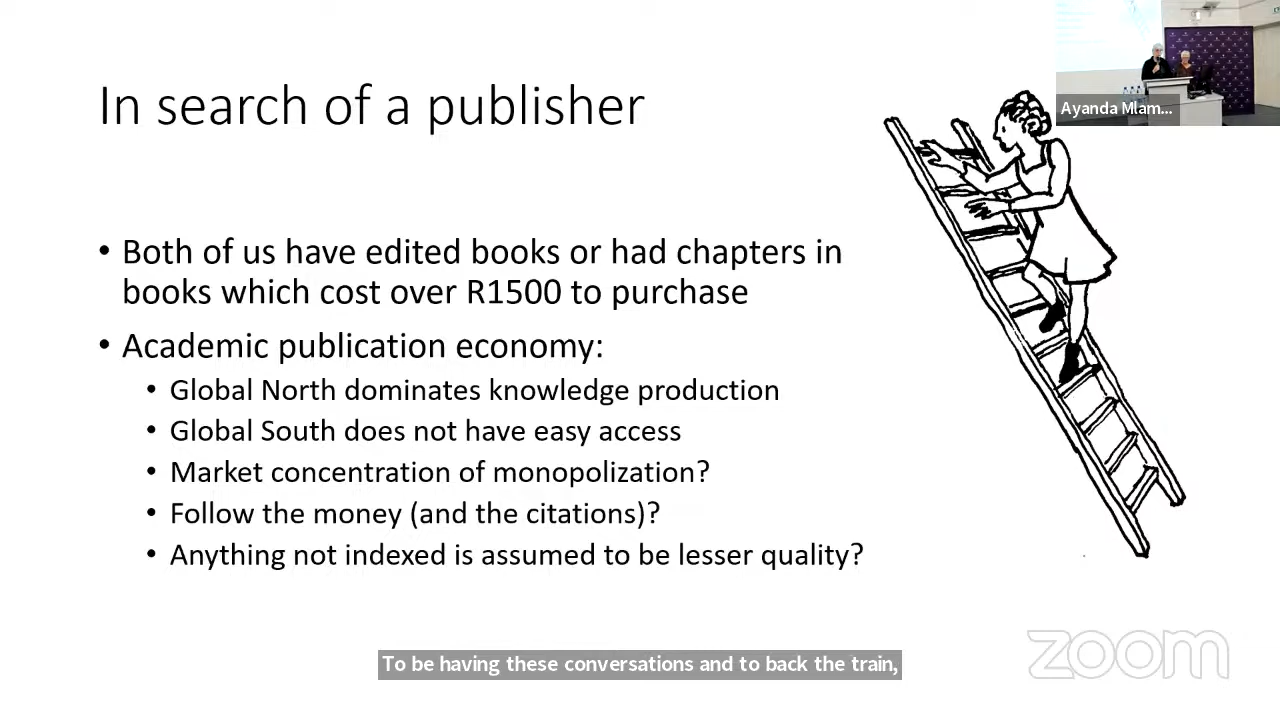 In search of a publisher
Ayanda Mlam...
• Both of us have edited books or had chapters in
books which cost over R1500 to purchase
• Academic publication economy:
• Global North dominates knowledge production
• Global South does not have easy access
• Market concentration of monopolization?
• Follow the money (and the citations)?
• Anything not indexed is assumed to be lesser quality?
zoom
To be having these conversations and to back the train,